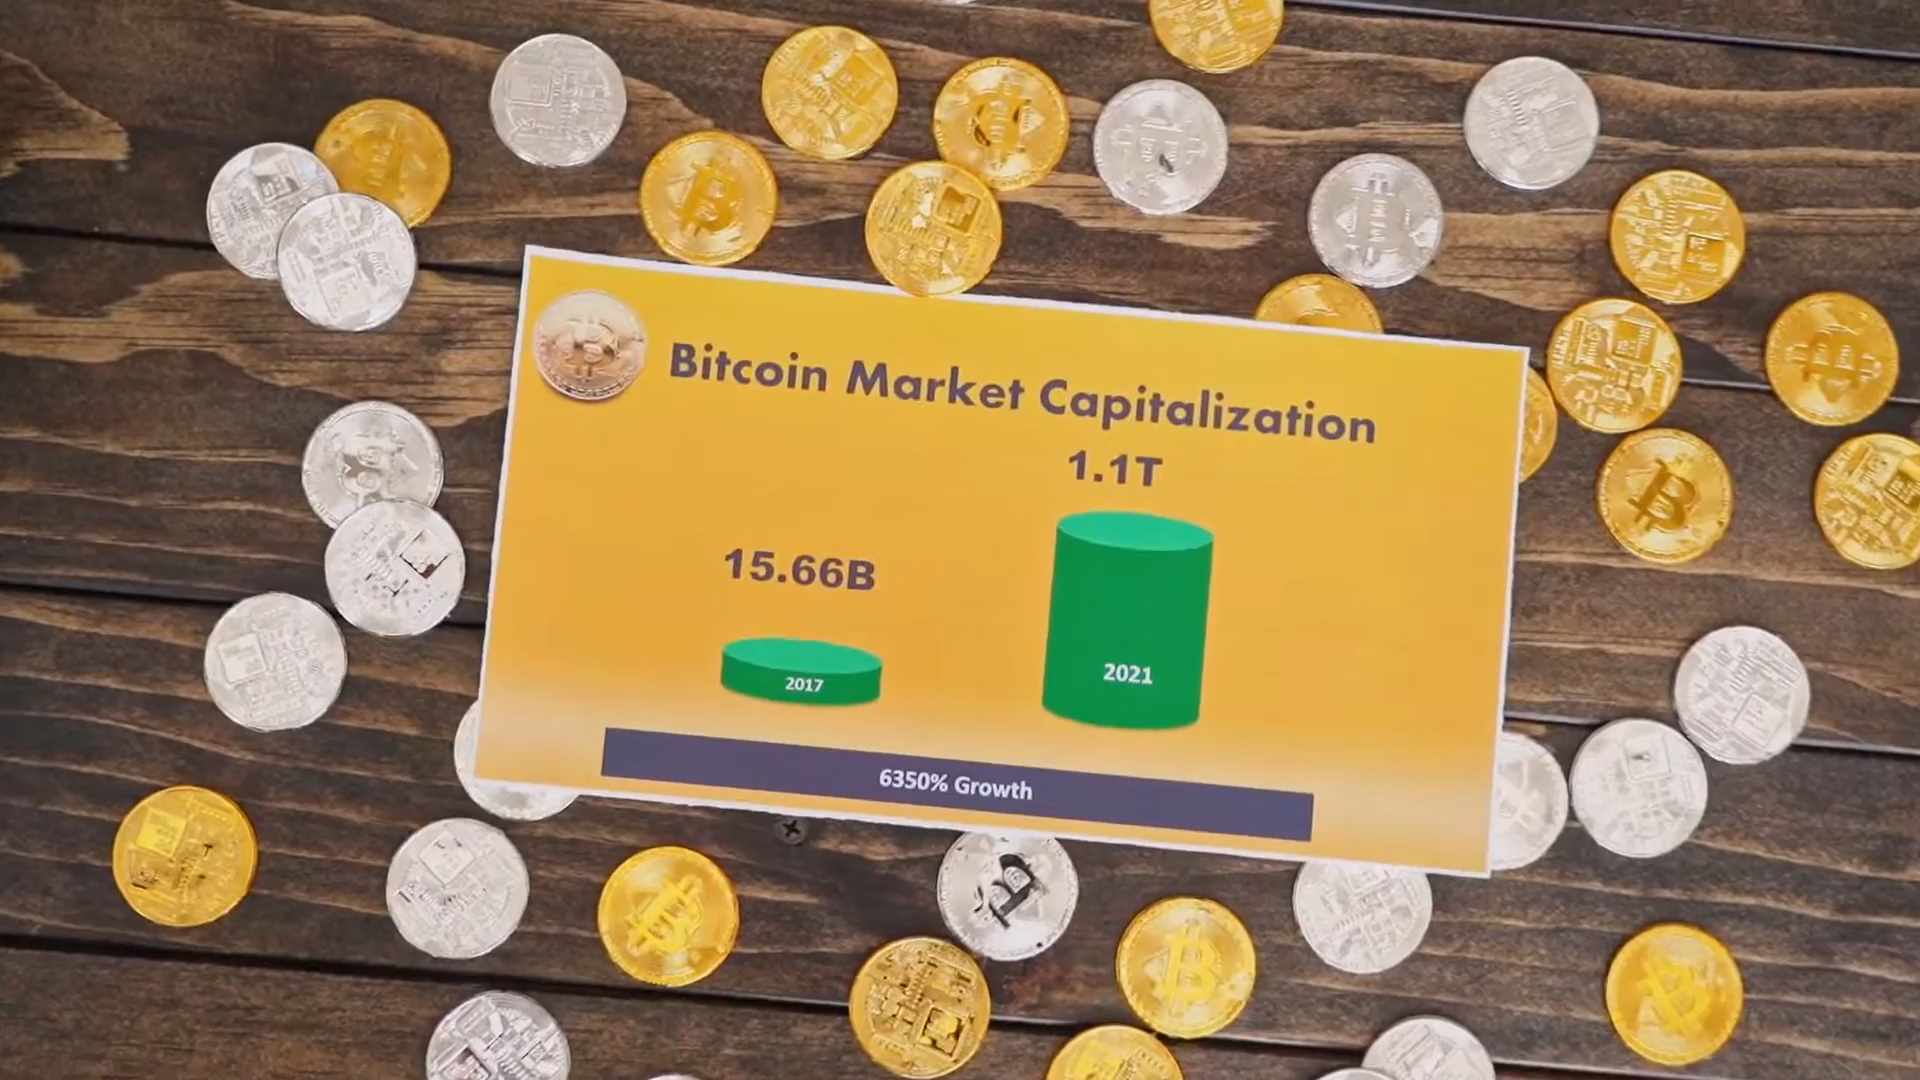 Bitcoin Market Capitalization
1.1T
15.66B
2017
2021
6350% Growth